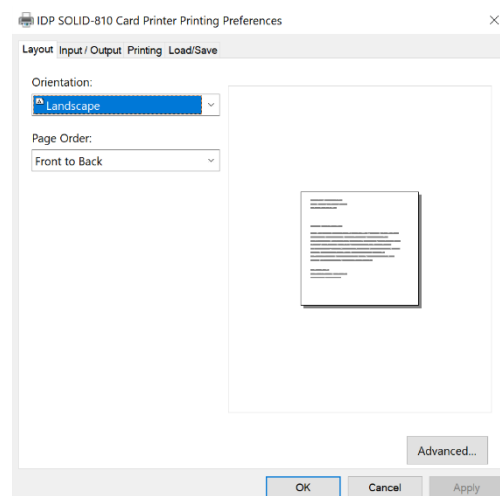 IDP SOLID-810 Card Printer Printing Preferences
Layout Input / Output Printing Load/Save
Orientation:
Landscape
Page Order:
Front to Back
Advanced...
OK Cancel Apply